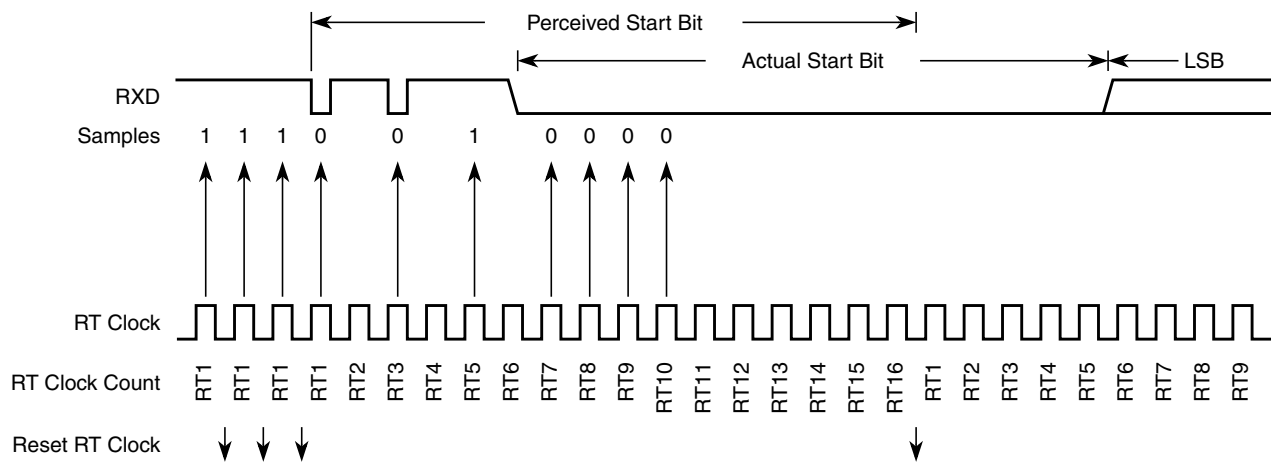 Perceived Start Bit
Actual Start Bit LSB
RXD
Samples 1 1 1 0 0 1 0 0 0 0
RT Clock
RT Clock Count RT1 RT1 RT1 RT1 RT2 RT3 RT4 RT5 RT6 RT7 RT8 RT9 RT10 RT11 RT12 RT13 RT14 RT15 RT16 RT1 RT2 RT3 RT4 RT5 RT6 RT7 RT8 RT9
Reset RT Clock